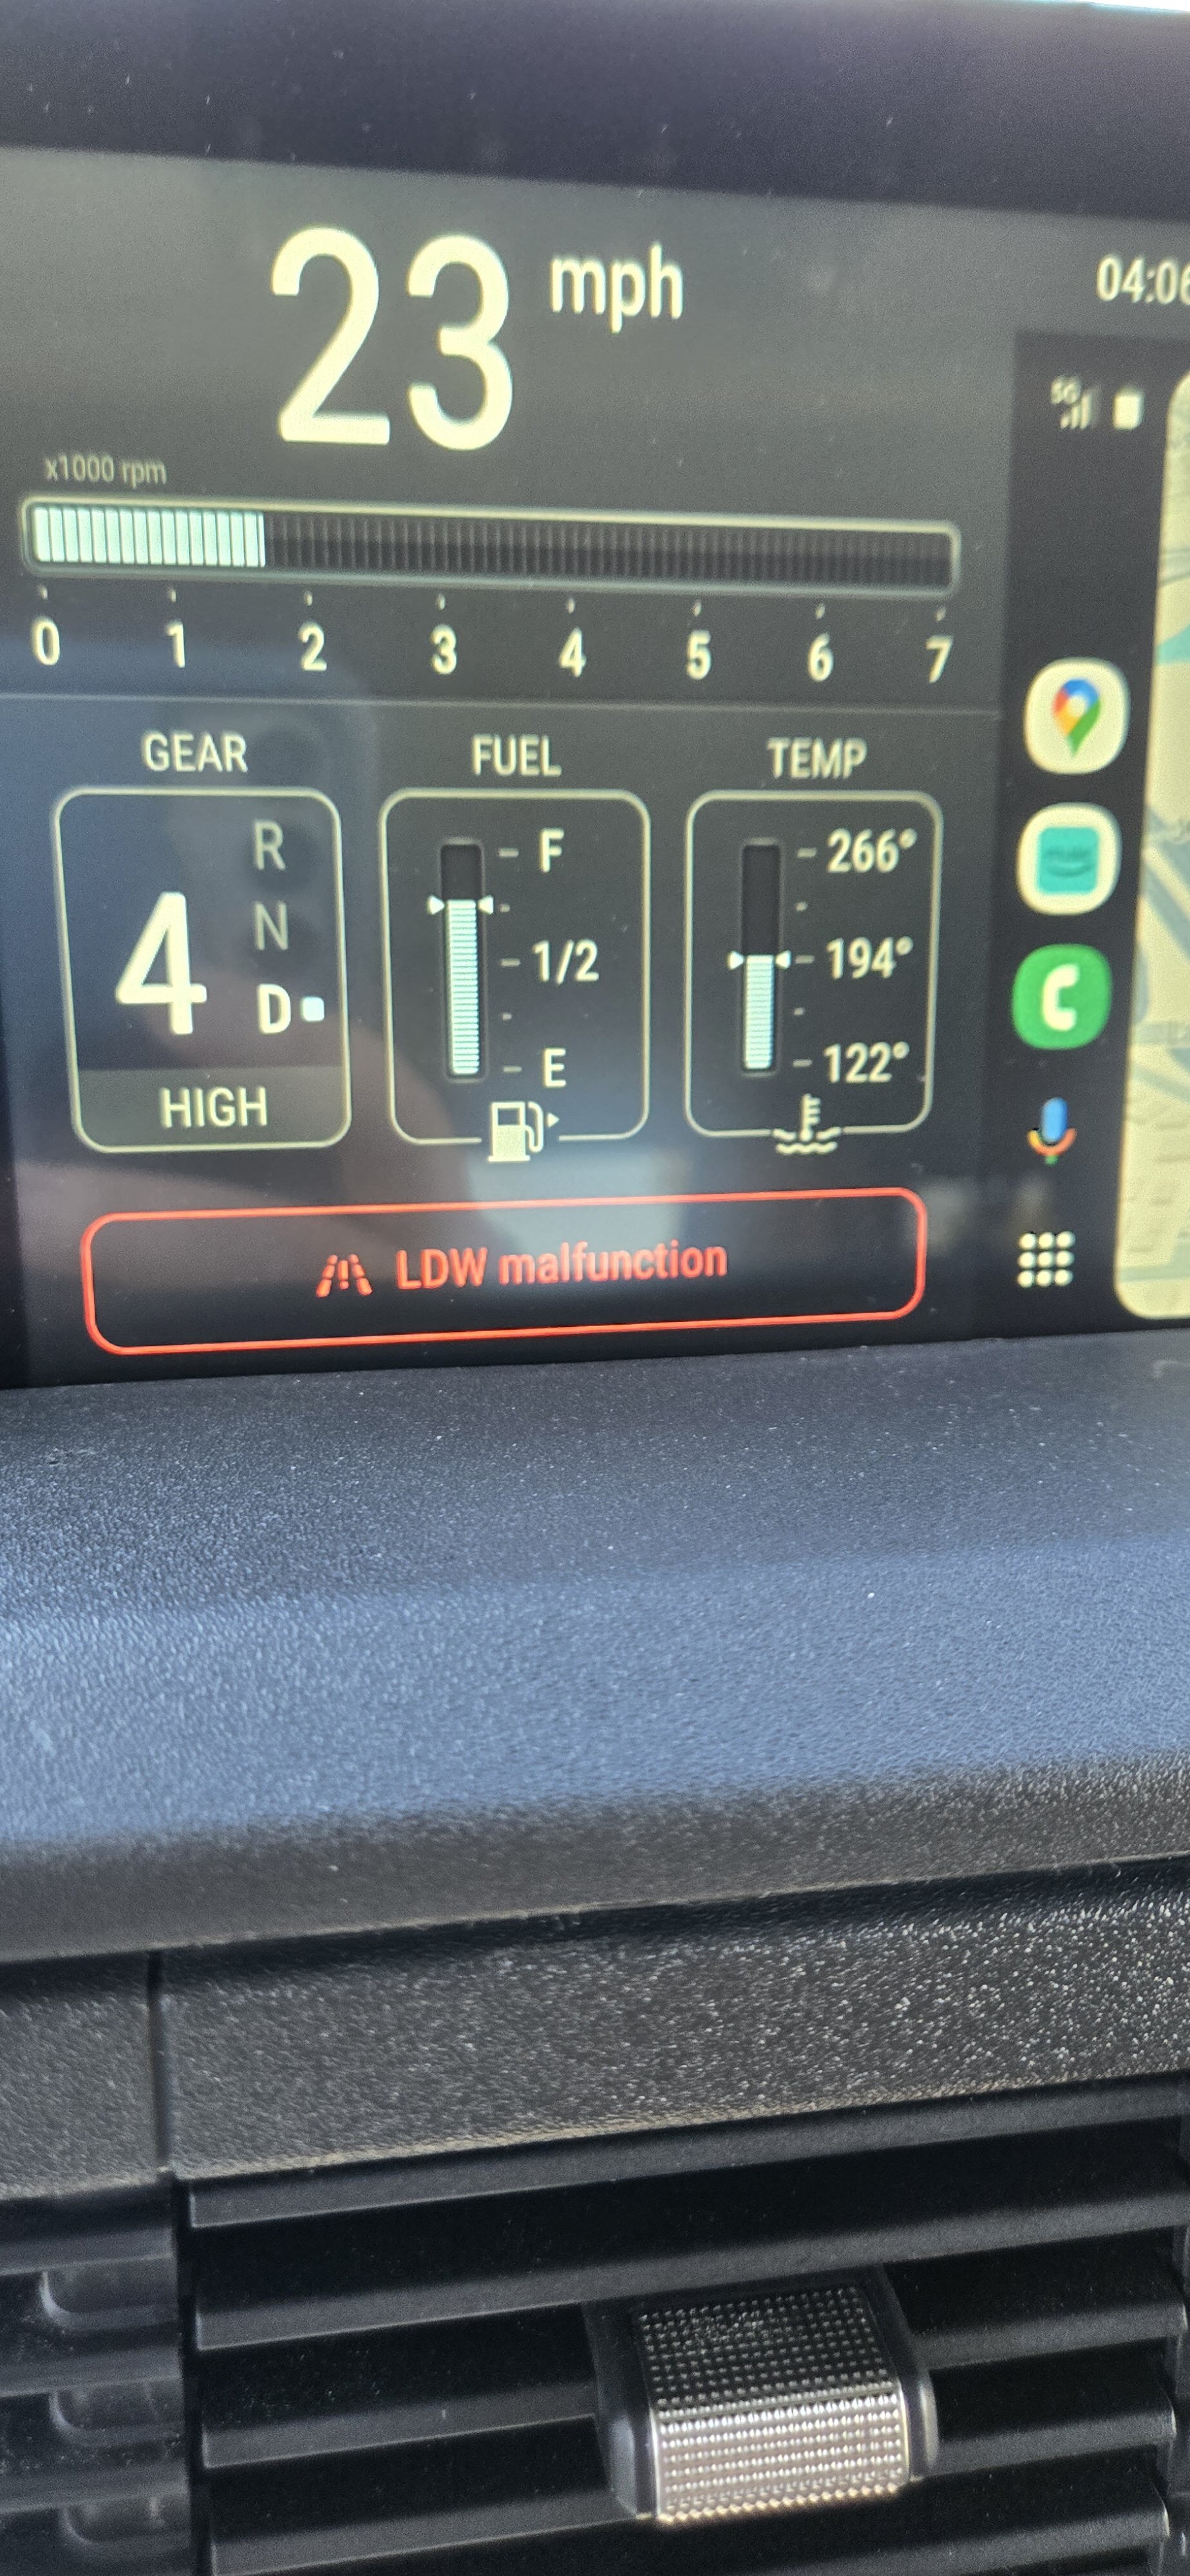 23 mph
04:06
5G
x1000 rpm
0 1 2 3 4 5 6 7
GEAR FUEL TEMP
R
N
4 D
HIGH
F
1/2
E
266°
194°
122°
LDW malfunction